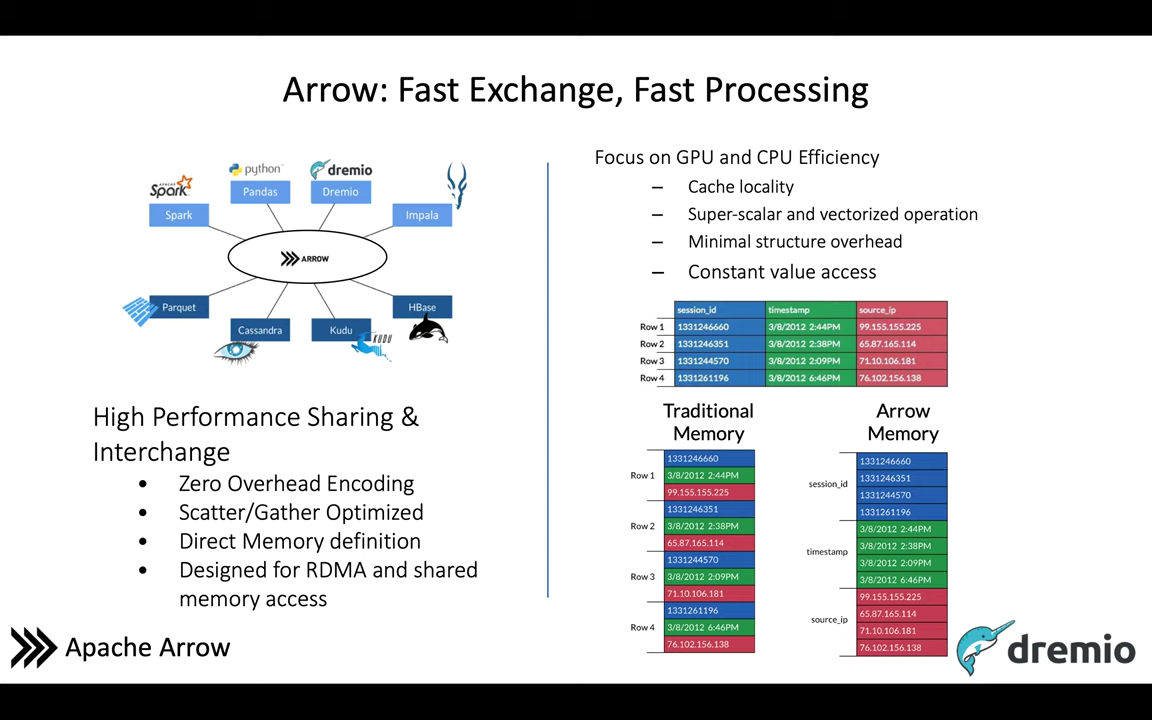 Arrow: Fast Exchange, Fast Processing
APACHE Spark
python
dremio
Spark
Pandas
Dremio
Impala
ARROW
Parquet
Cassandra
Kudu
HBase
KUDU
High Performance Sharing &
Interchange
• Zero Overhead Encoding
• Scatter/Gather Optimized
• Direct Memory definition
• Designed for RDMA and shared
memory access
Apache Arrow
Focus on GPU and CPU Efficiency
– Cache locality
– Super-scalar and vectorized operation
– Minimal structure overhead
– Constant value access
session_id timestamp source_ip
Row 1 1331246660 3/8/2012 2:44PM 99.155.155.225
Row 2 1331246351 3/8/2012 2:38PM 65.87.165.114
Row 3 1331244570 3/8/2012 2:09PM 71.10.106.181
Row 4 1331261196 3/8/2012 6:46PM 76.102.156.138
Traditional
Memory
Row 1
1331246660
3/8/2012 2:44PM
99.155.155.225
Row 2
1331246351
3/8/2012 2:38PM
65.87.165.114
Row 3
1331244570
3/8/2012 2:09PM
71.10.106.181
Row 4
1331261196
3/8/2012 6:46PM
76.102.156.138
Arrow
Memory
session_id
1331246660
1331246351
1331244570
1331261196
timestamp
3/8/2012 2:44PM
3/8/2012 2:38PM
3/8/2012 2:09PM
3/8/2012 6:46PM
source_ip
99.155.155.225
65.87.165.114
71.10.106.181
76.102.156.138
dremio